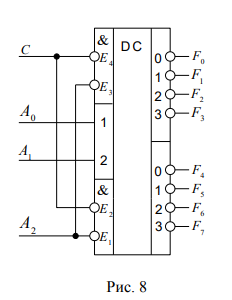 C & E₄ DC 0 F₀
1 F₁
E₃ 2 F₂
3 F₃
A₀ 1
A₁ 2 0 F₄
& 1 F₅
E₂ 2 F₆
A₂ E₁ 3 F₇
Рис. 8